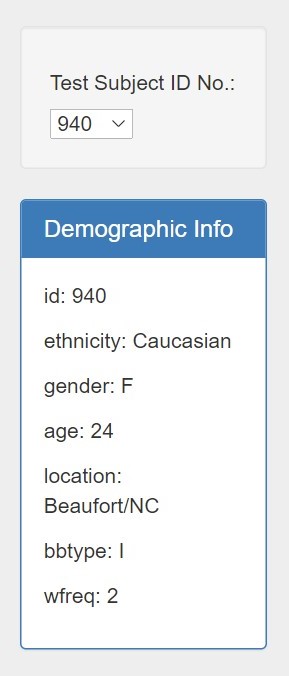 Test Subject ID No.:
940
Demographic Info
id: 940
ethnicity: Caucasian
gender: F
age: 24
location:
Beaufort/NC
bbtype: I
wfreq: 2